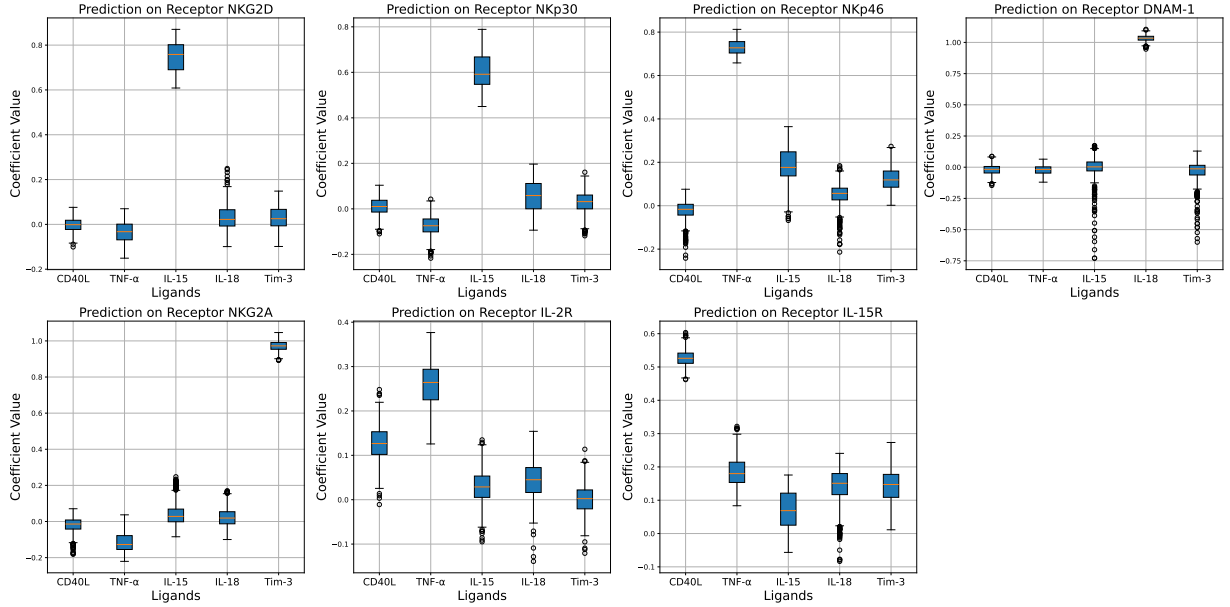 Prediction on Receptor NKG2D
Coefficient Value
0.8
0.6
0.4
0.2
0.0
−0.2
CD40L TNF-α IL-15 IL-18 Tim-3
Ligands
Prediction on Receptor NKp30
Coefficient Value
0.8
0.6
0.4
0.2
0.0
−0.2
CD40L TNF-α IL-15 IL-18 Tim-3
Ligands
Prediction on Receptor NKp46
Coefficient Value
0.8
0.6
0.4
0.2
0.0
−0.2
CD40L TNF-α IL-15 IL-18 Tim-3
Ligands
Prediction on Receptor DNAM-1
Coefficient Value
1.00
0.75
0.50
0.25
0.00
−0.25
−0.50
−0.75
CD40L TNF-α IL-15 IL-18 Tim-3
Ligands
Prediction on Receptor NKG2A
Coefficient Value
1.0
0.8
0.6
0.4
0.2
0.0
−0.2
CD40L TNF-α IL-15 IL-18 Tim-3
Ligands
Prediction on Receptor IL-2R
Coefficient Value
0.4
0.3
0.2
0.1
0.0
−0.1
CD40L TNF-α IL-15 IL-18 Tim-3
Ligands
Prediction on Receptor IL-15R
Coefficient Value
0.6
0.5
0.4
0.3
0.2
0.1
0.0
−0.1
CD40L TNF-α IL-15 IL-18 Tim-3
Ligands